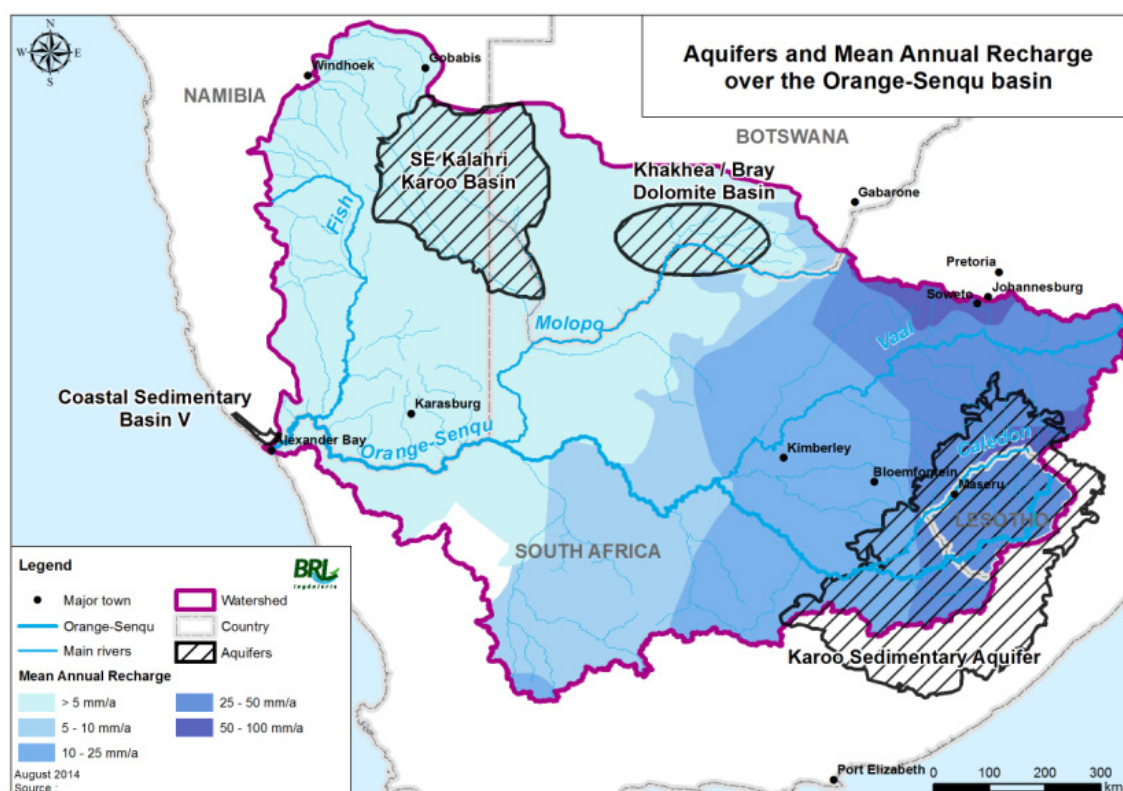 Aquifers and Mean Annual Recharge
over the Orange-Senqu basin
N
W
E
S
Windhoek
Gobabis
NAMIBIA
BOTSWANA
SE Kalahri
Karoo Basin
Khakhea / Bray
Dolomite Basin
Gabarone
Fish
Pretoria
Johannesburg
Soweto
Molopo
Vaal
Coastal Sedimentary
Basin V
Karasburg
Alexander Bay
Orange-Senqu
Kimberley
Caledon
Bloemfontein
Maseru
LESOTHO
SOUTH AFRICA
Karoo Sedimentary Aquifer
Port Elizabeth
Legend
BRL
ingénierie
Major town
Watershed
Orange-Senqu
Country
Main rivers
Aquifers
Mean Annual Recharge
> 5 mm/a
25 - 50 mm/a
5 - 10 mm/a
50 - 100 mm/a
10 - 25 mm/a
August 2014
Source :
0 100 200 300
km